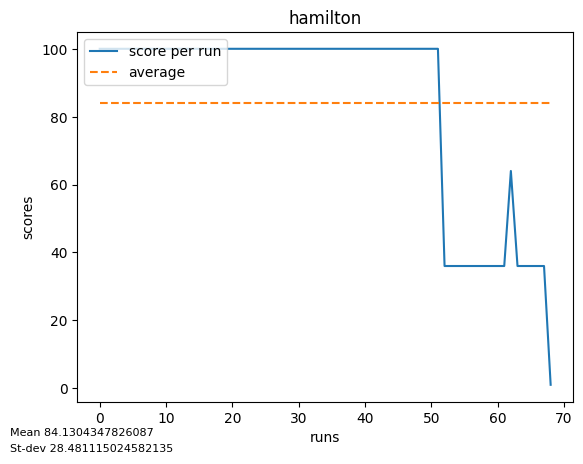 hamilton
score per run
average
100
80
60
40
20
0
scores
0 10 20 30 40 50 60 70
runs
Mean 84.1304347826087
St-dev 28.481115024582135